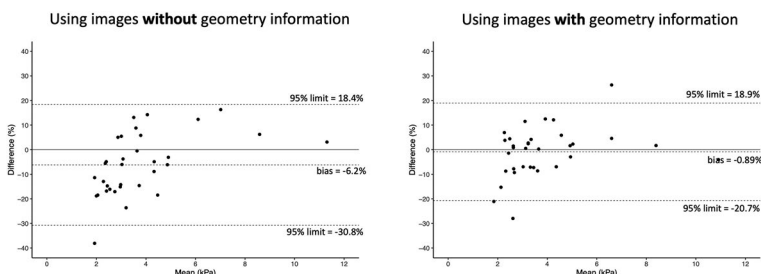 Using images without geometry information
40
30
20
10
0
−10
−20
−30
−40
Difference (%)
95% limit = 18.4%
bias = -6.2%
95% limit = -30.8%
0
2
4
6
8
10
12
Mean (kPa)
Using images with geometry information
40
30
20
10
0
−10
−20
−30
−40
Difference (%)
95% limit = 18.9%
bias = -0.89%
95% limit = -20.7%
0
2
4
6
8
10
12
Mean (kPa)